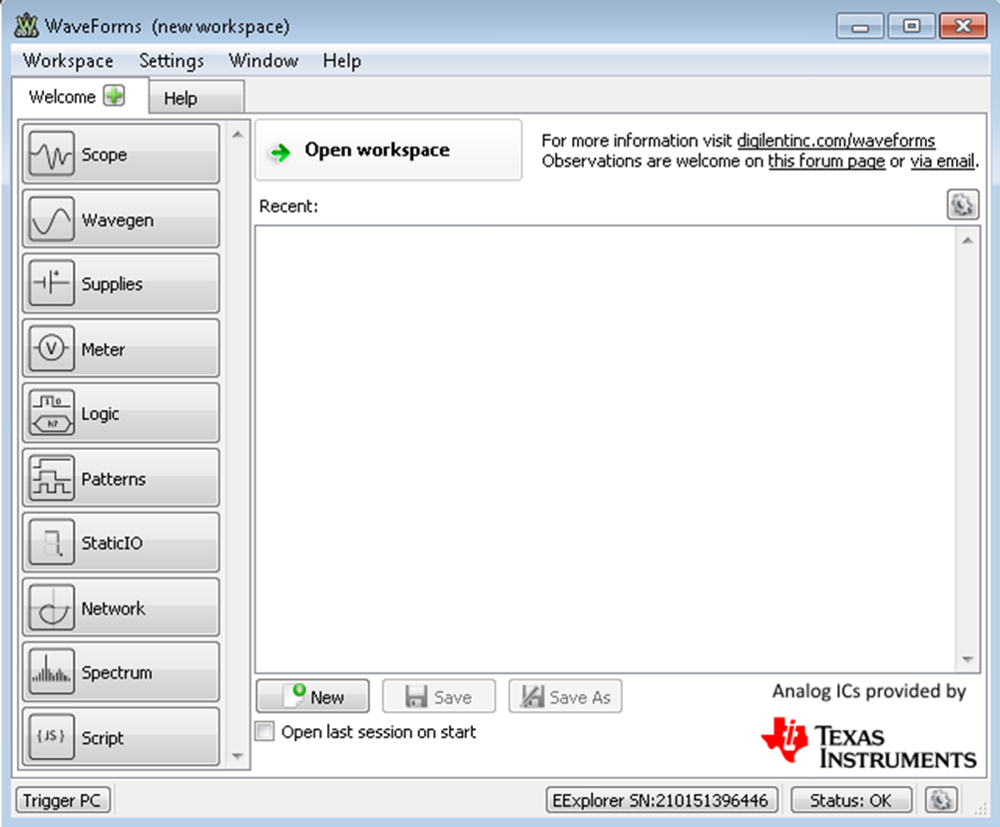 WaveForms (new workspace)
Workspace Settings Window Help
Welcome Help
Scope
Wavegen
Supplies
Meter
Logic
Patterns
StaticIO
Network
Spectrum
{JS} Script
Open workspace
For more information visit digilentinc.com/waveforms
Observations are welcome on this forum page or via email.
Recent:
New Save Save As
Open last session on start
Analog ICs provided by
TEXAS
INSTRUMENTS
Trigger PC EExplorer SN:210151396446 Status: OK